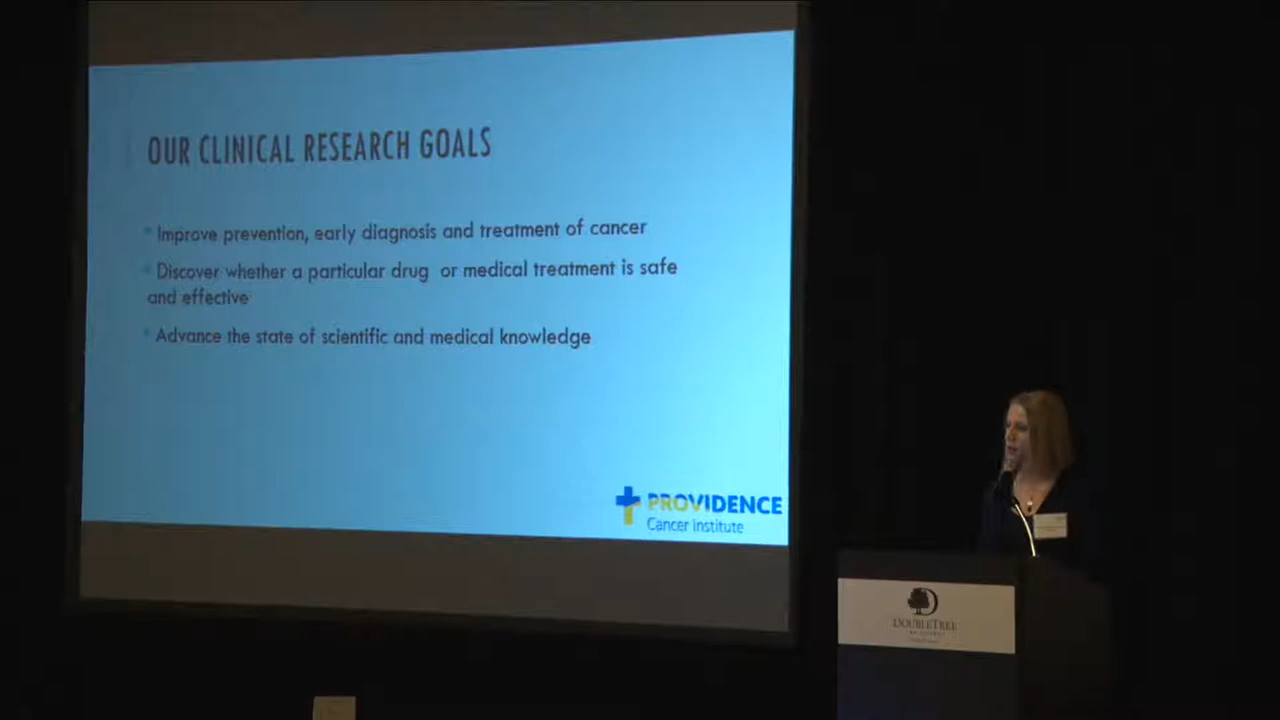 OUR CLINICAL RESEARCH GOALS
Improve prevention, early diagnosis and treatment of cancer
Discover whether a particular drug or medical treatment is safe
and effective
Advance the state of scientific and medical knowledge
PROVIDENCE
Cancer Institute
DOUBLETREE